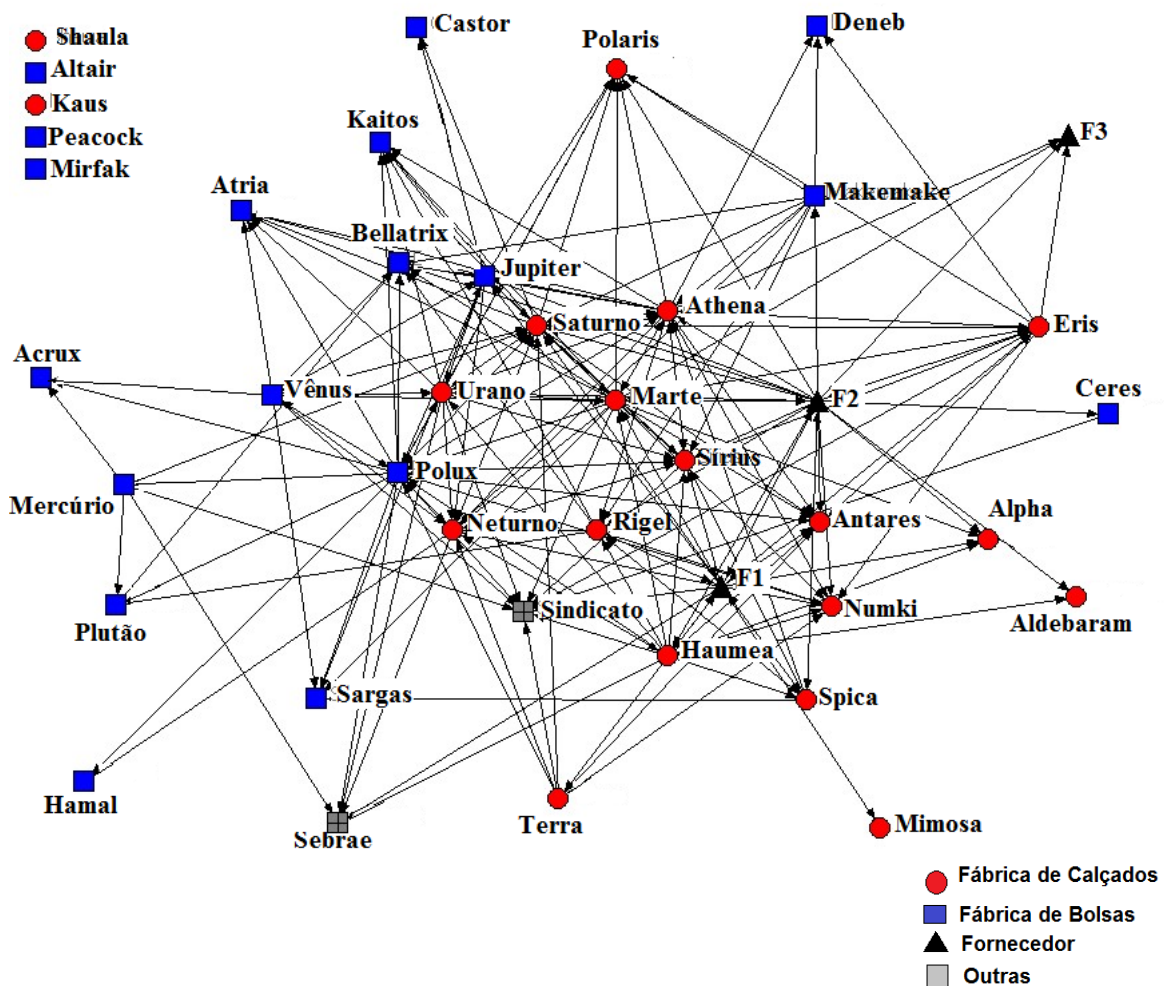 Castor
Deneb
Shaula
Polaris
Altair
Kaus
Kaitos
F3
Peacock
Mirfak
Atria
Makemake
Bellatrix
Jupiter
Athena
Saturno
Eris
Acrux
Vênus
Urano
Marte
F2
Ceres
Sírius
Polux
Mercúrio
Neturno
Rigel
Antares
Alpha
F1
Plutão
Sindicato
Numki
Aldebaram
Haumea
Sargas
Spica
Hamal
Sebrae
Terra
Mimosa
Fábrica de Calçados
Fábrica de Bolsas
Fornecedor
Outras